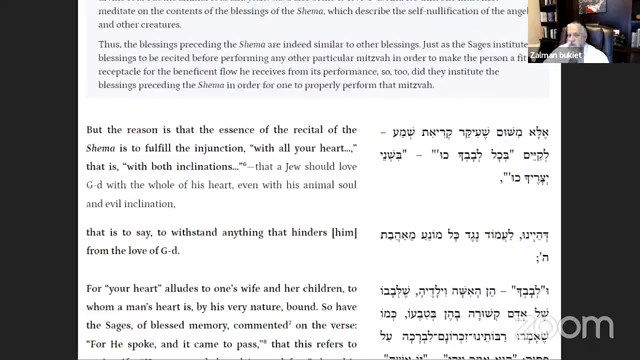 meditate on the contents of the blessings of the Shema, which describe the self-nullification of the angels
and other creatures.
Thus, the blessings preceding the Shema are indeed similar to other blessings. Just as the Sages instituted
blessings to be recited before performing any other particular mitzvah in order to make the person a fit
receptacle for the beneficent flow he receives from its performance, so, too, did they institute the
blessings preceding the Shema in order for one to properly perform that mitzvah.
But the reason is that the essence of the recital of the
Shema is to fulfill the injunction, “with all your heart...,”
that is, “with both inclinations...”6—that a Jew should love
G-d with the whole of his heart, even with his animal soul
and evil inclination,
אֶלָּא מִשּׁוּם שֶׁעִיקַּר קְרִיאַת שְׁמַע –
לְקַיֵּים "בְּכָל לְבָבְךָ כוּ'" – "בִּשְׁנֵי
יְצָרֶיךָ כוּ'",
that is to say, to withstand anything that hinders [him]
from the love of G-d.
דְּהַיְינוּ, לַעֲמוֹד נֶגֶד כָּל מוֹנֵעַ מֵאַהֲבַת
ה';
For “your heart” alludes to one’s wife and her children, to
whom a man’s heart is, by his very nature, bound. So have
the Sages, of blessed memory, commented7 on the verse:
“For He spoke, and it came to pass,”8 that this refers to
וּ"לְבָבְךָ" – הֵן הָאִשָּׁה וִילָדֶיהָ, שֶׁלְּבָבוֹ
שֶׁל אָדָם קְשׁוּרָה בָּהֶן בְּטִבְעוֹ, כְּמוֹ
שֶׁאָמְרוּ רַבּוֹתֵינוּ־זִכְרוֹנָם־לִבְרָכָה עַל
Zalman bukiet
LIVE ON
zoom